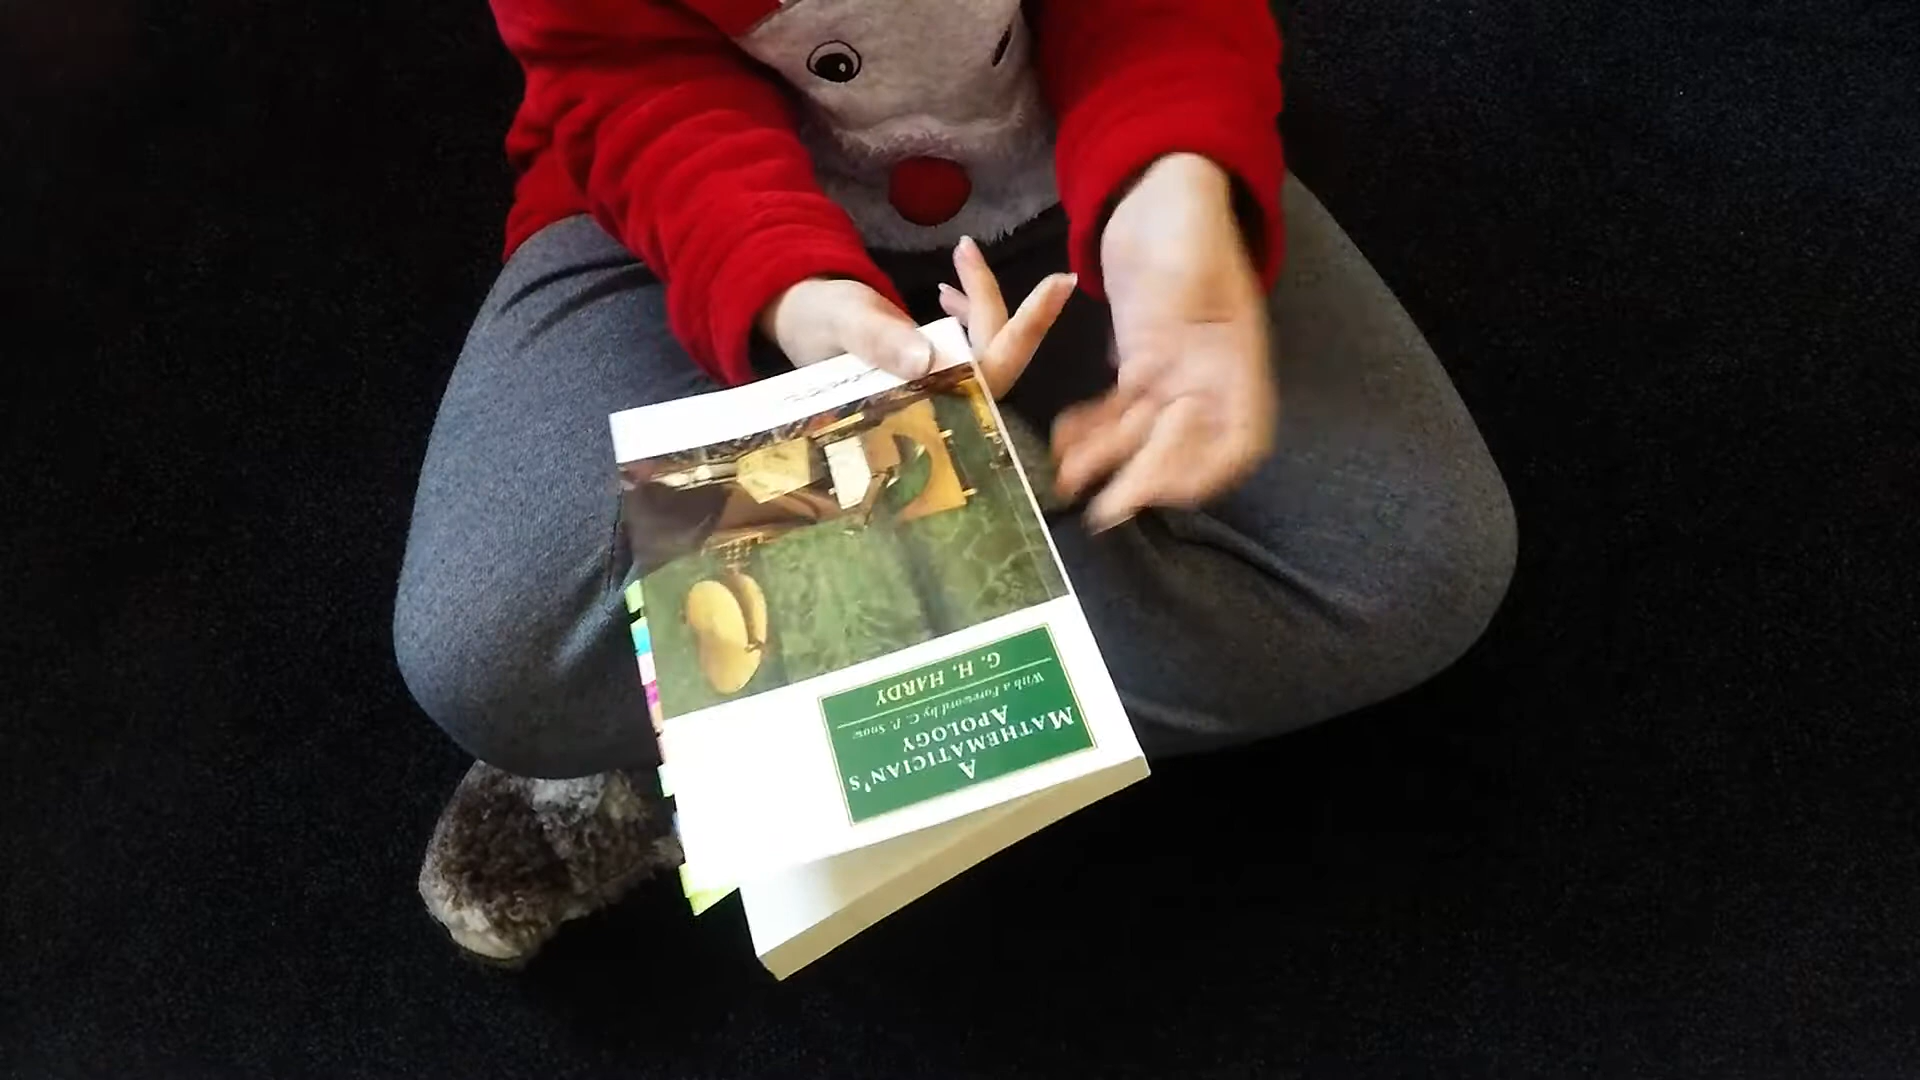 A
MATHEMATICIAN'S
APOLOGY
With a Foreword by C. P. Snow
G. H. HARDY